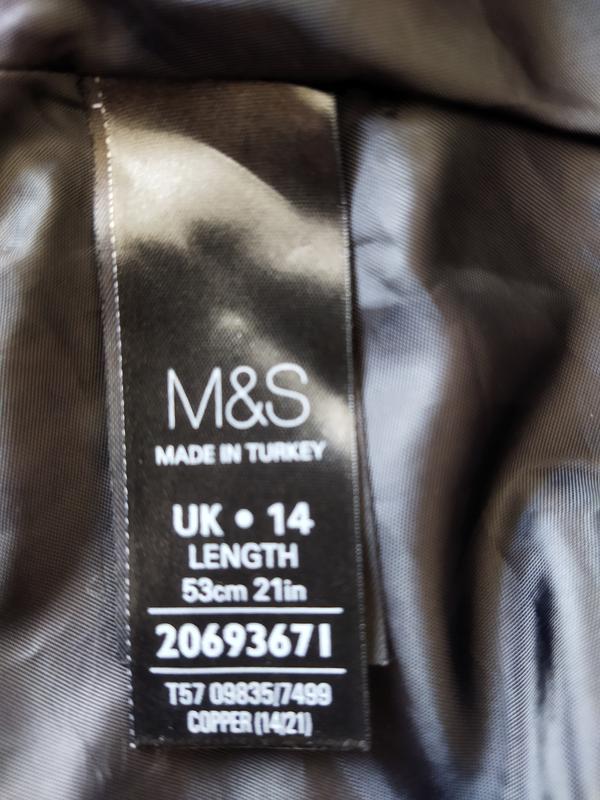 M&S
MADE IN TURKEY
UK • 14
LENGTH
53cm 21in
20693671
T57 09835/7499
COPPER (14/21)